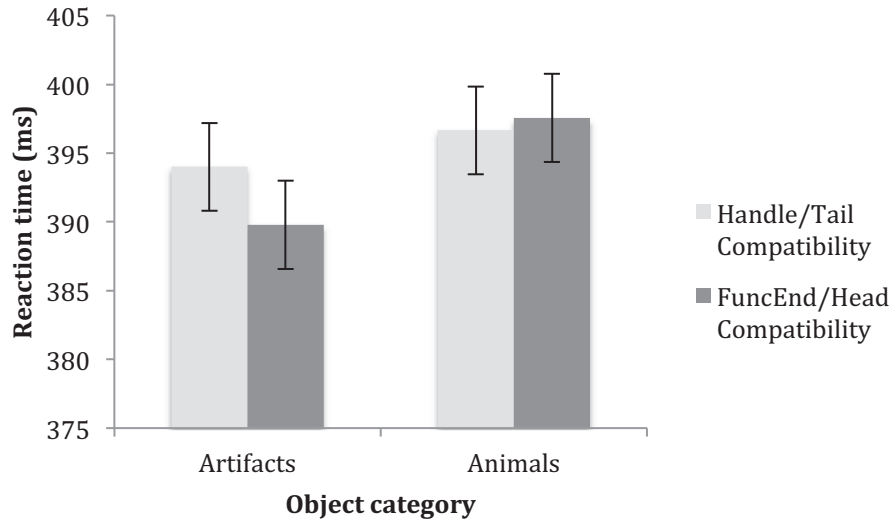 405
400
395
390
385
380
375
Reaction time (ms)
Artifacts
Animals
Object category
Handle/Tail
Compatibility
FuncEnd/Head
Compatibility